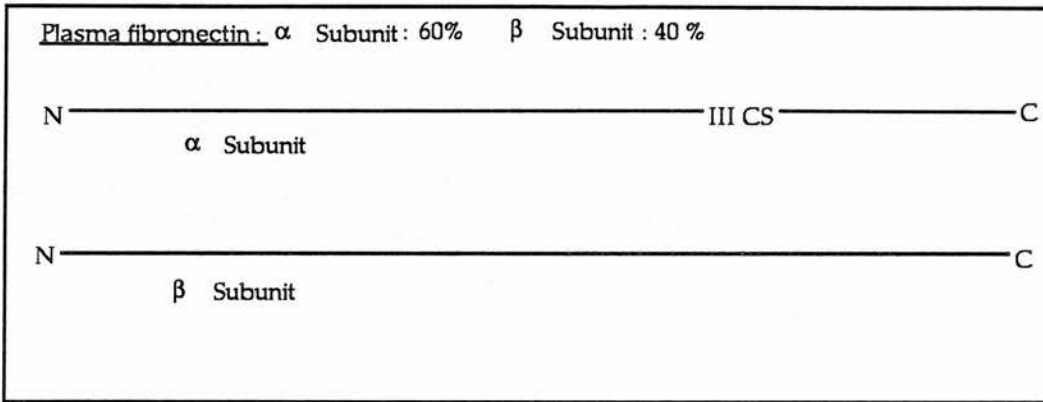 Plasma fibronectin : α Subunit : 60% β Subunit : 40 %
N III CS C
α Subunit
N C
β Subunit